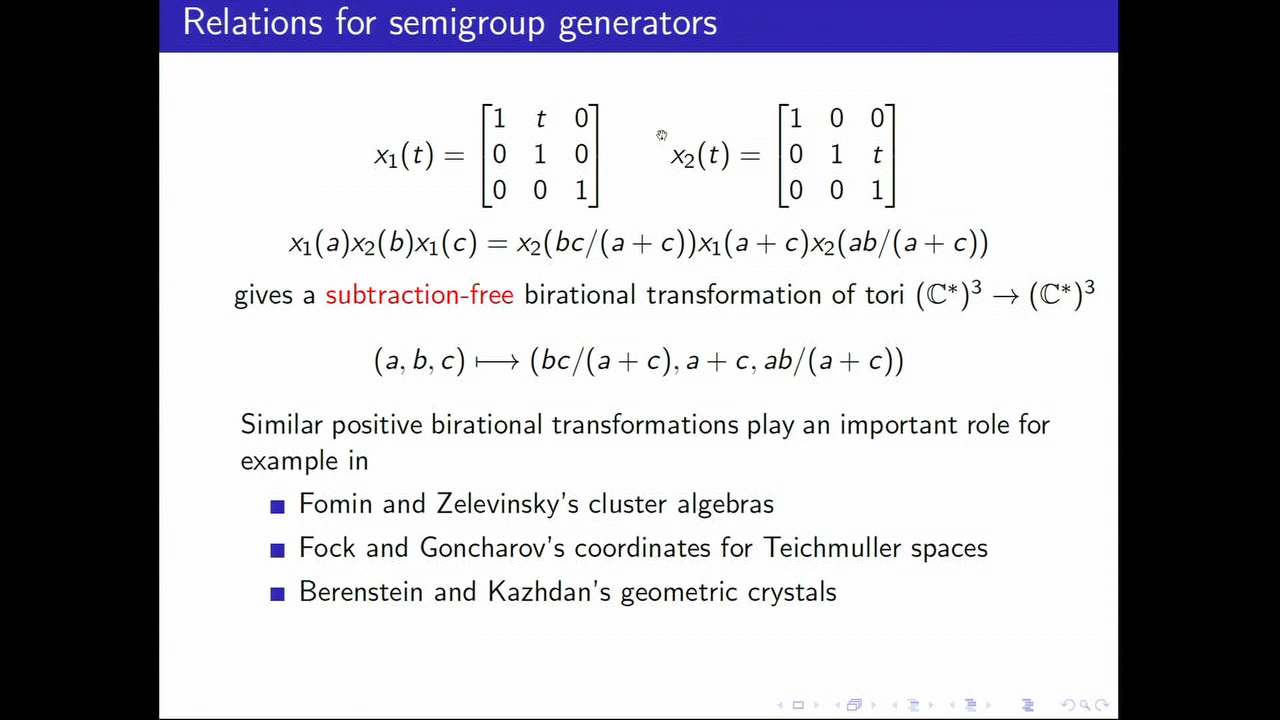 Relations for semigroup generators
x₁(t) = [1 t 0; 0 1 0; 0 0 1]   x₂(t) = [1 0 0; 0 1 t; 0 0 1]
x₁(a)x₂(b)x₁(c) = x₂(bc/(a + c))x₁(a + c)x₂(ab/(a + c))
gives a subtraction-free birational transformation of tori (ℂ*)³ → (ℂ*)³
(a, b, c) ⟼ (bc/(a + c), a + c, ab/(a + c))
Similar positive birational transformations play an important role for
example in
Fomin and Zelevinsky's cluster algebras
Fock and Goncharov's coordinates for Teichmuller spaces
Berenstein and Kazhdan's geometric crystals